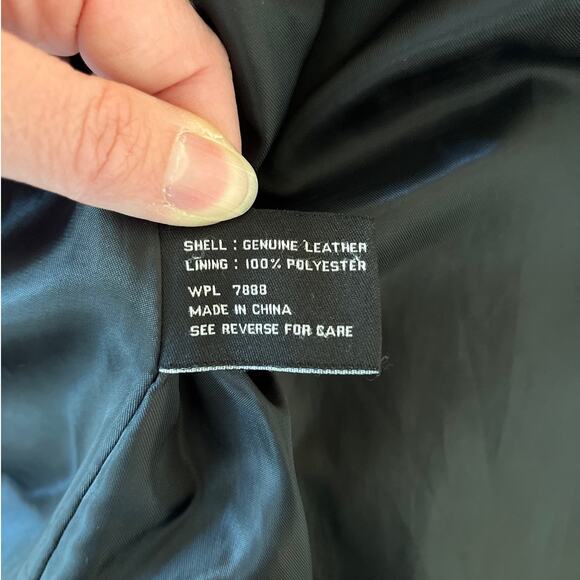 SHELL : GENUINE LEATHER
LINING : 100% POLYESTER
WPL 7888
MADE IN CHINA
SEE REVERSE FOR CARE